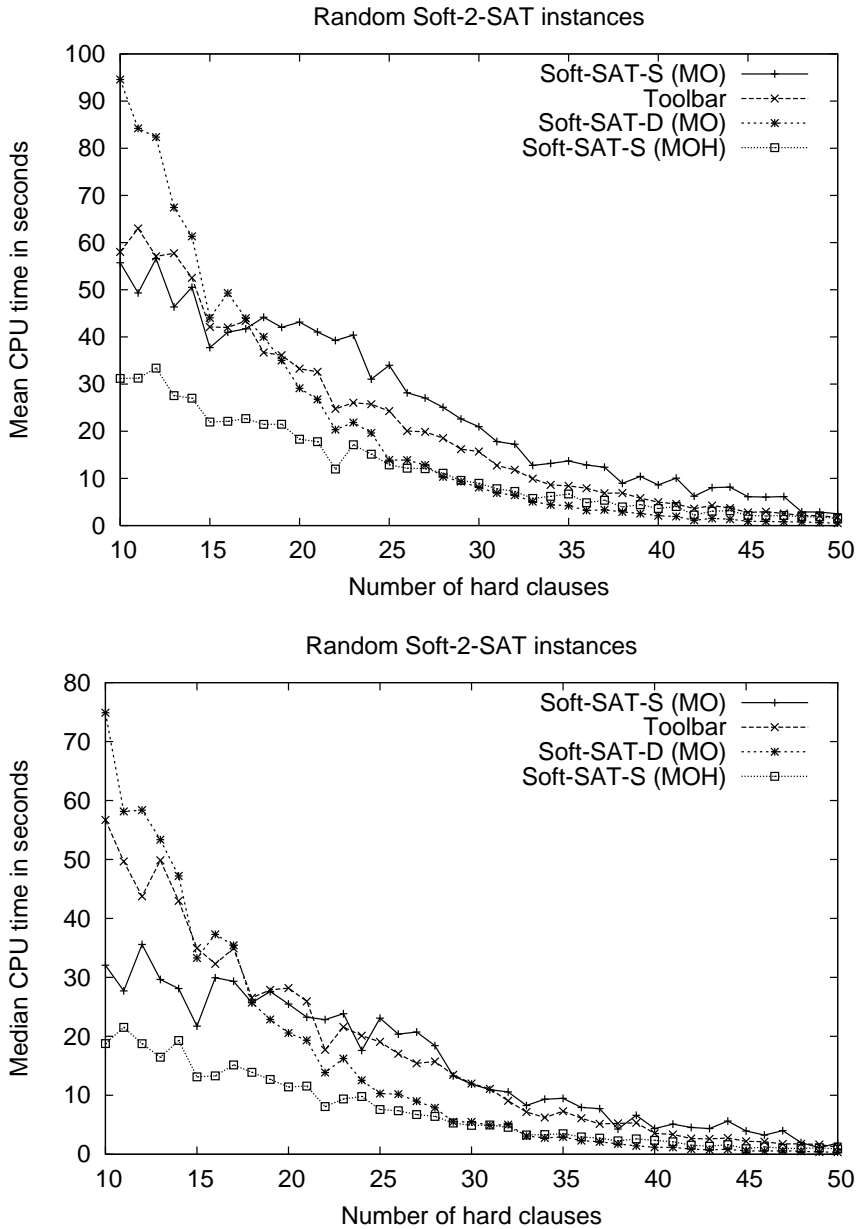 Random Soft-2-SAT instances
Soft-SAT-S (MO)
Toolbar
Soft-SAT-D (MO)
Soft-SAT-S (MOH)
Mean CPU time in seconds
100
90
80
70
60
50
40
30
20
10
0
10 15 20 25 30 35 40 45 50
Number of hard clauses
Random Soft-2-SAT instances
Soft-SAT-S (MO)
Toolbar
Soft-SAT-D (MO)
Soft-SAT-S (MOH)
Median CPU time in seconds
80
70
60
50
40
30
20
10
0
10 15 20 25 30 35 40 45 50
Number of hard clauses